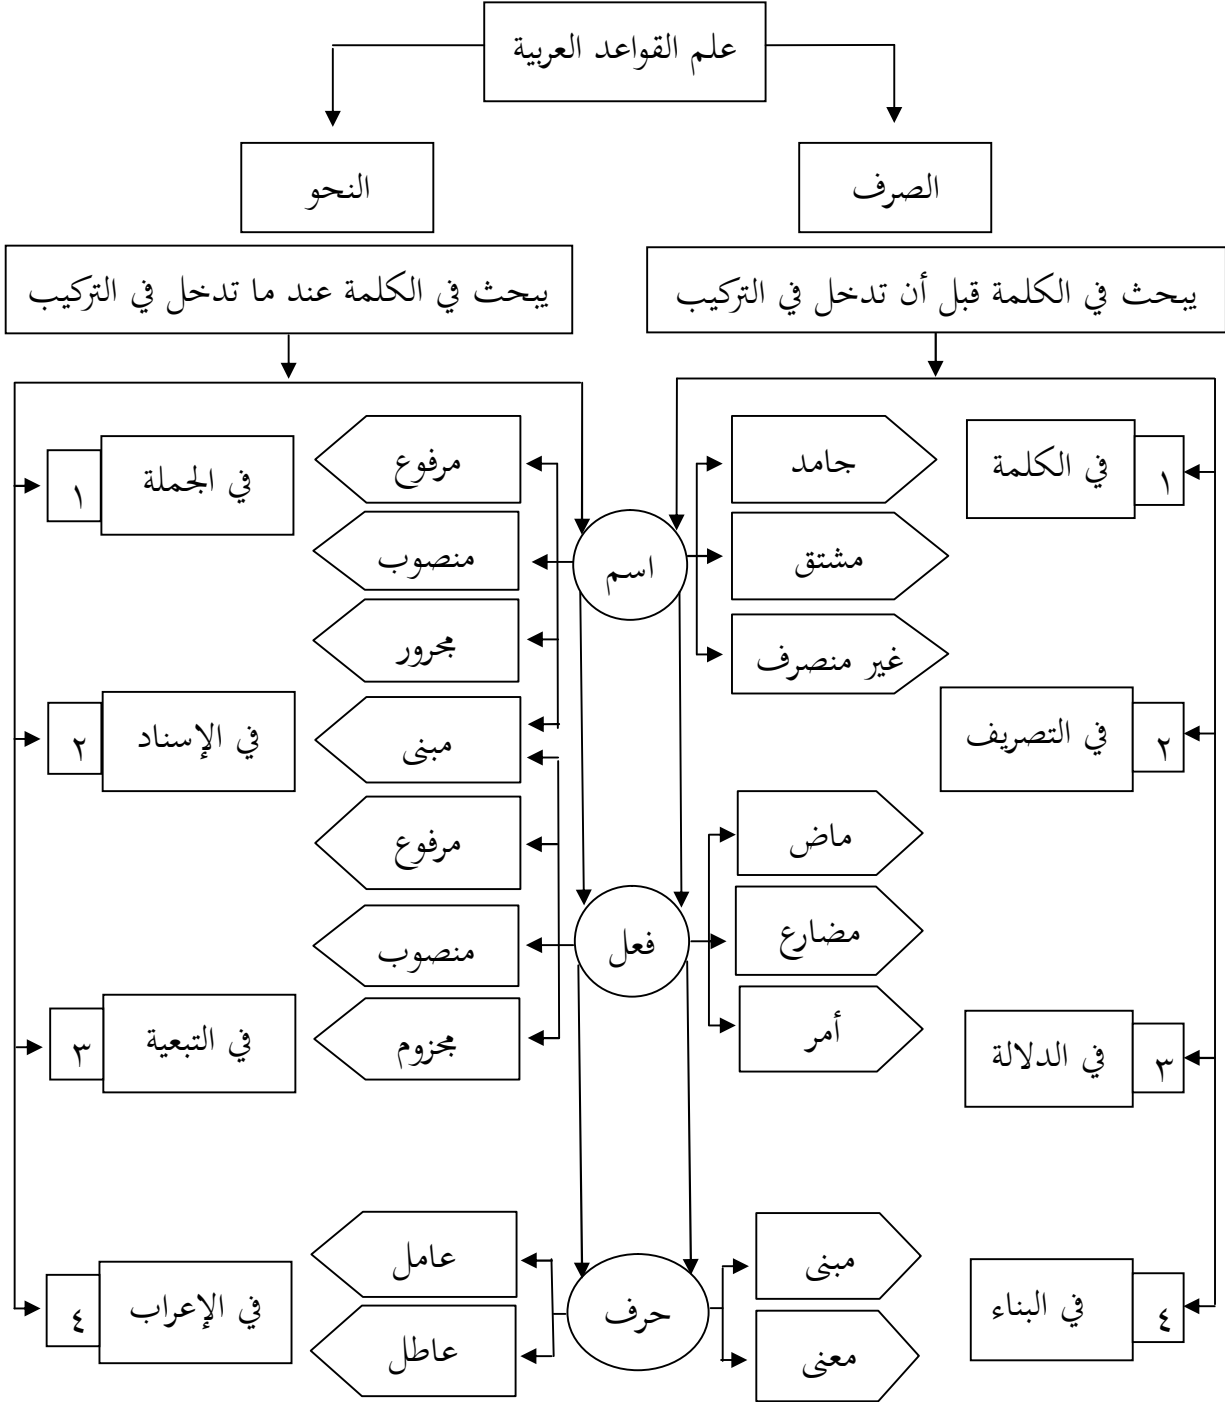 علم القواعد العربية
الصرف
النحو
يبحث في الكلمة قبل أن تدخل في التركيب
يبحث في الكلمة عند ما تدخل في التركيب
١
في الكلمة
جامد
مشتق
غير منصرف
٢
في التصريف
ماض
مضارع
أمر
٣
في الدلالة
٤
في البناء
مبنى
معنى
اسم
فعل
حرف
مرفوع
منصوب
مجرور
مبنى
مرفوع
منصوب
مجزوم
عامل
عاطل
في الجملة
١
في الإسناد
٢
في التبعية
٣
في الإعراب
٤